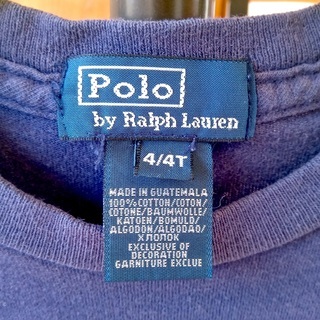 Polo
by Ralph Lauren
4/4T
MADE IN GUATEMALA
100%COTTON/COTON/
COTONE/BAUMWOLLE/
KATOEN/BOMULD/
ALGODÓN/ALGODAO/
ХЛОПОК
EXCLUSIVE OF
DECORATION
GARNITURE EXCLUE